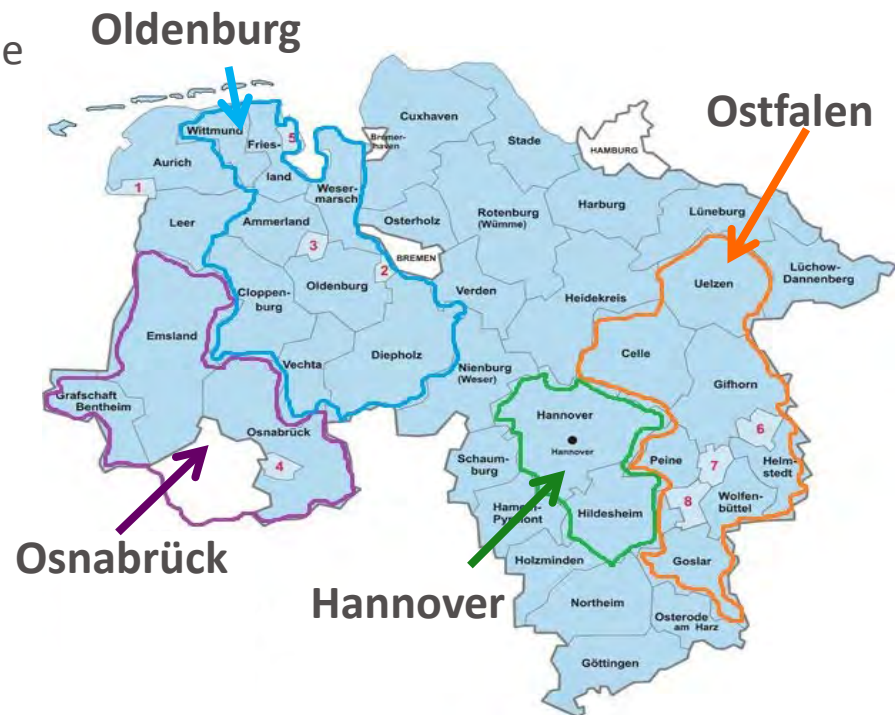 Oldenburg
e
Ostfalen
Cuxhaven
Wittmund
Fries-
land
5
Bremer-
haven
Stade
HAMBURG
Aurich
1
Weser-
marsch
Leer
Ammerland
Osterholz
Rotenburg
(Wümme)
Harburg
Lüneburg
3
BREMEN
Oldenburg
2
Cloppen-
burg
Verden
Heidekreis
Uelzen
Lüchow-
Dannenberg
Emsland
Vechta
Diepholz
Nienburg
(Weser)
Celle
Gifhorn
Grafschaft
Bentheim
Osnabrück
4
Hannover
Hannover
Schaum-
burg
Peine
6
7
Helm-
stedt
8
Wolfen-
büttel
Hameln-
Pyrmont
Hildesheim
Osnabrück
Holzminden
Goslar
Hannover
Northeim
Osterode
am Harz
Göttingen